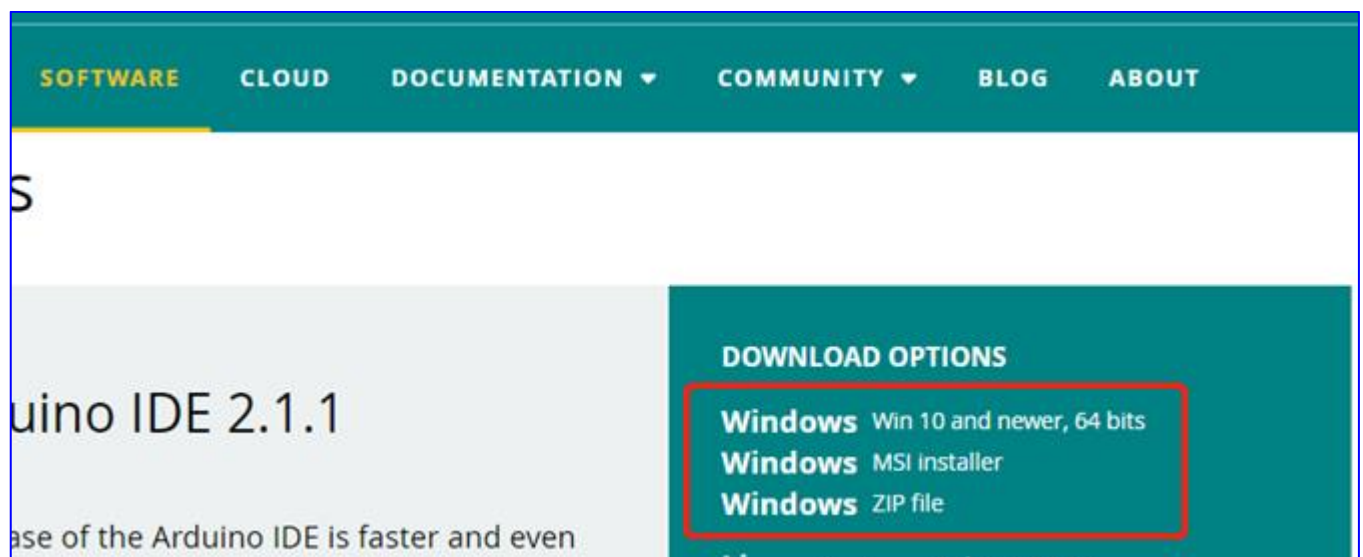 SOFTWARE CLOUD DOCUMENTATION COMMUNITY BLOG ABOUT
s
uino IDE 2.1.1
ase of the Arduino IDE is faster and even
DOWNLOAD OPTIONS
Windows Win 10 and newer, 64 bits
Windows MSI installer
Windows ZIP file